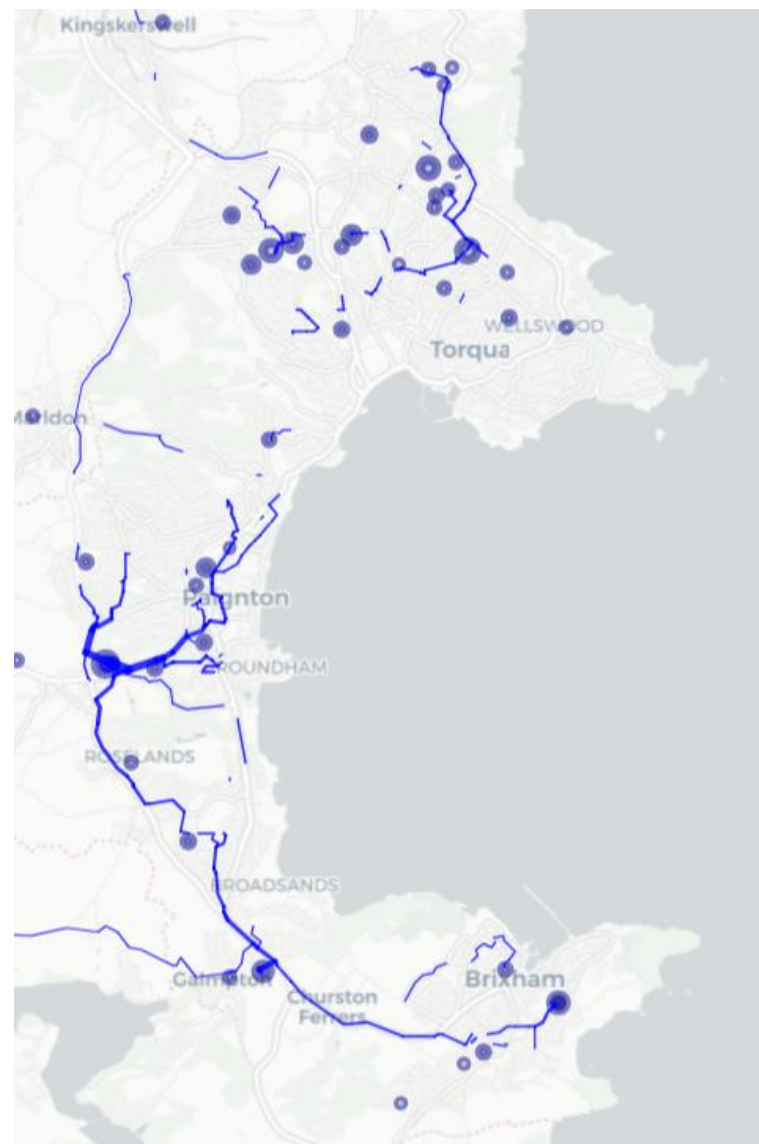 Kingskerswell
WELLSWOOD
Torqua
Marldon
Paignton
ROUNDHAM
ROSELANDS
BROADSANDS
Galmpton
Brixham
Churston
Ferrers